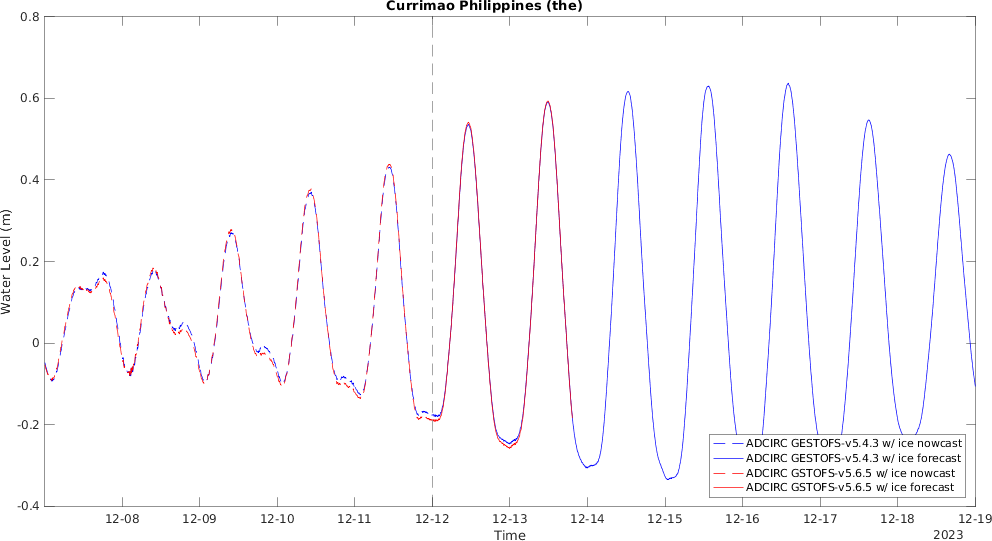 Currimao Philippines (the)
0.8
0.6
0.4
0.2
0
-0.2
-0.4
Water Level (m)
ADCIRC GESTOFS-v5.4.3 w/ ice nowcast
ADCIRC GESTOFS-v5.4.3 w/ ice forecast
ADCIRC GSTOFS-v5.6.5 w/ ice nowcast
ADCIRC GSTOFS-v5.6.5 w/ ice forecast
12-08 12-09 12-10 12-11 12-12 12-13 12-14 12-15 12-16 12-17 12-18 12-19
Time
2023